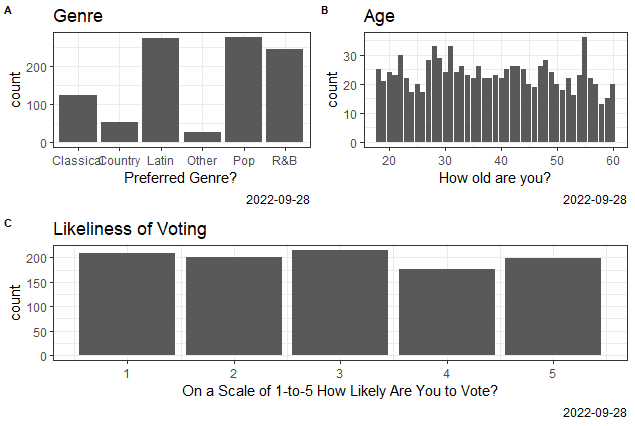 A
Genre
count
200
100
0
Classical Country Latin Other Pop R&B
Preferred Genre?
2022-09-28
B
Age
count
30
20
10
0
20 30 40 50 60
How old are you?
2022-09-28
C
Likeliness of Voting
count
200
150
100
50
0
1 2 3 4 5
On a Scale of 1-to-5 How Likely Are You to Vote?
2022-09-28